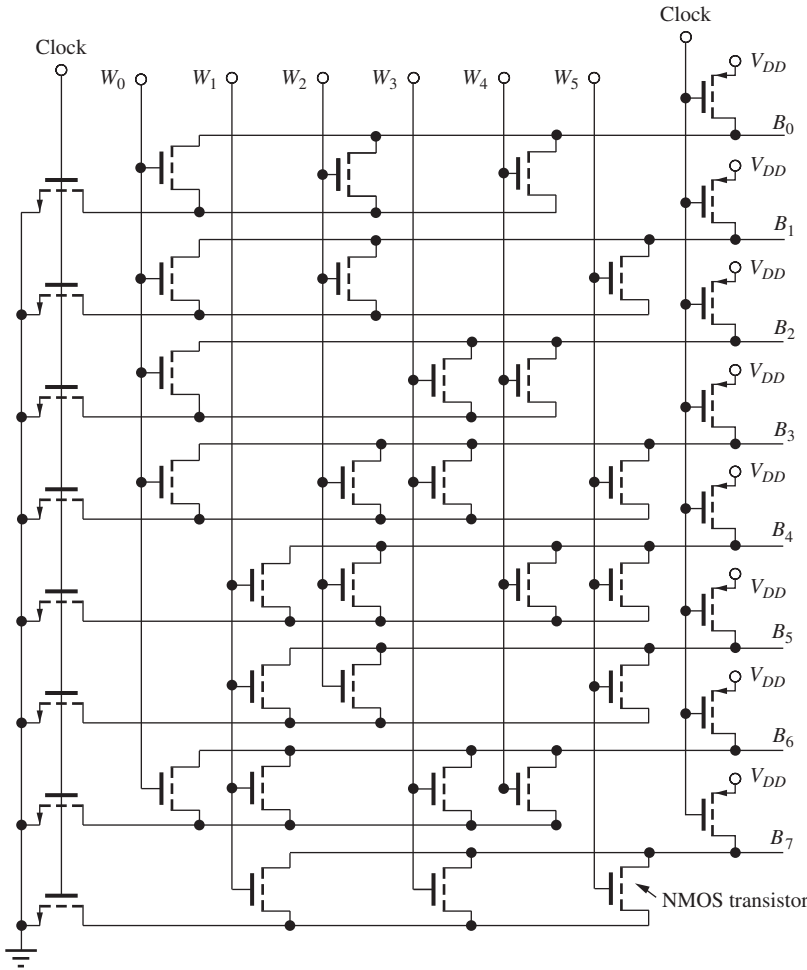 Clock
Clock
W0 W1 W2 W3 W4 W5
VDD
B0
VDD
B1
VDD
B2
VDD
B3
VDD
B4
VDD
B5
VDD
B6
VDD
B7
NMOS transistor